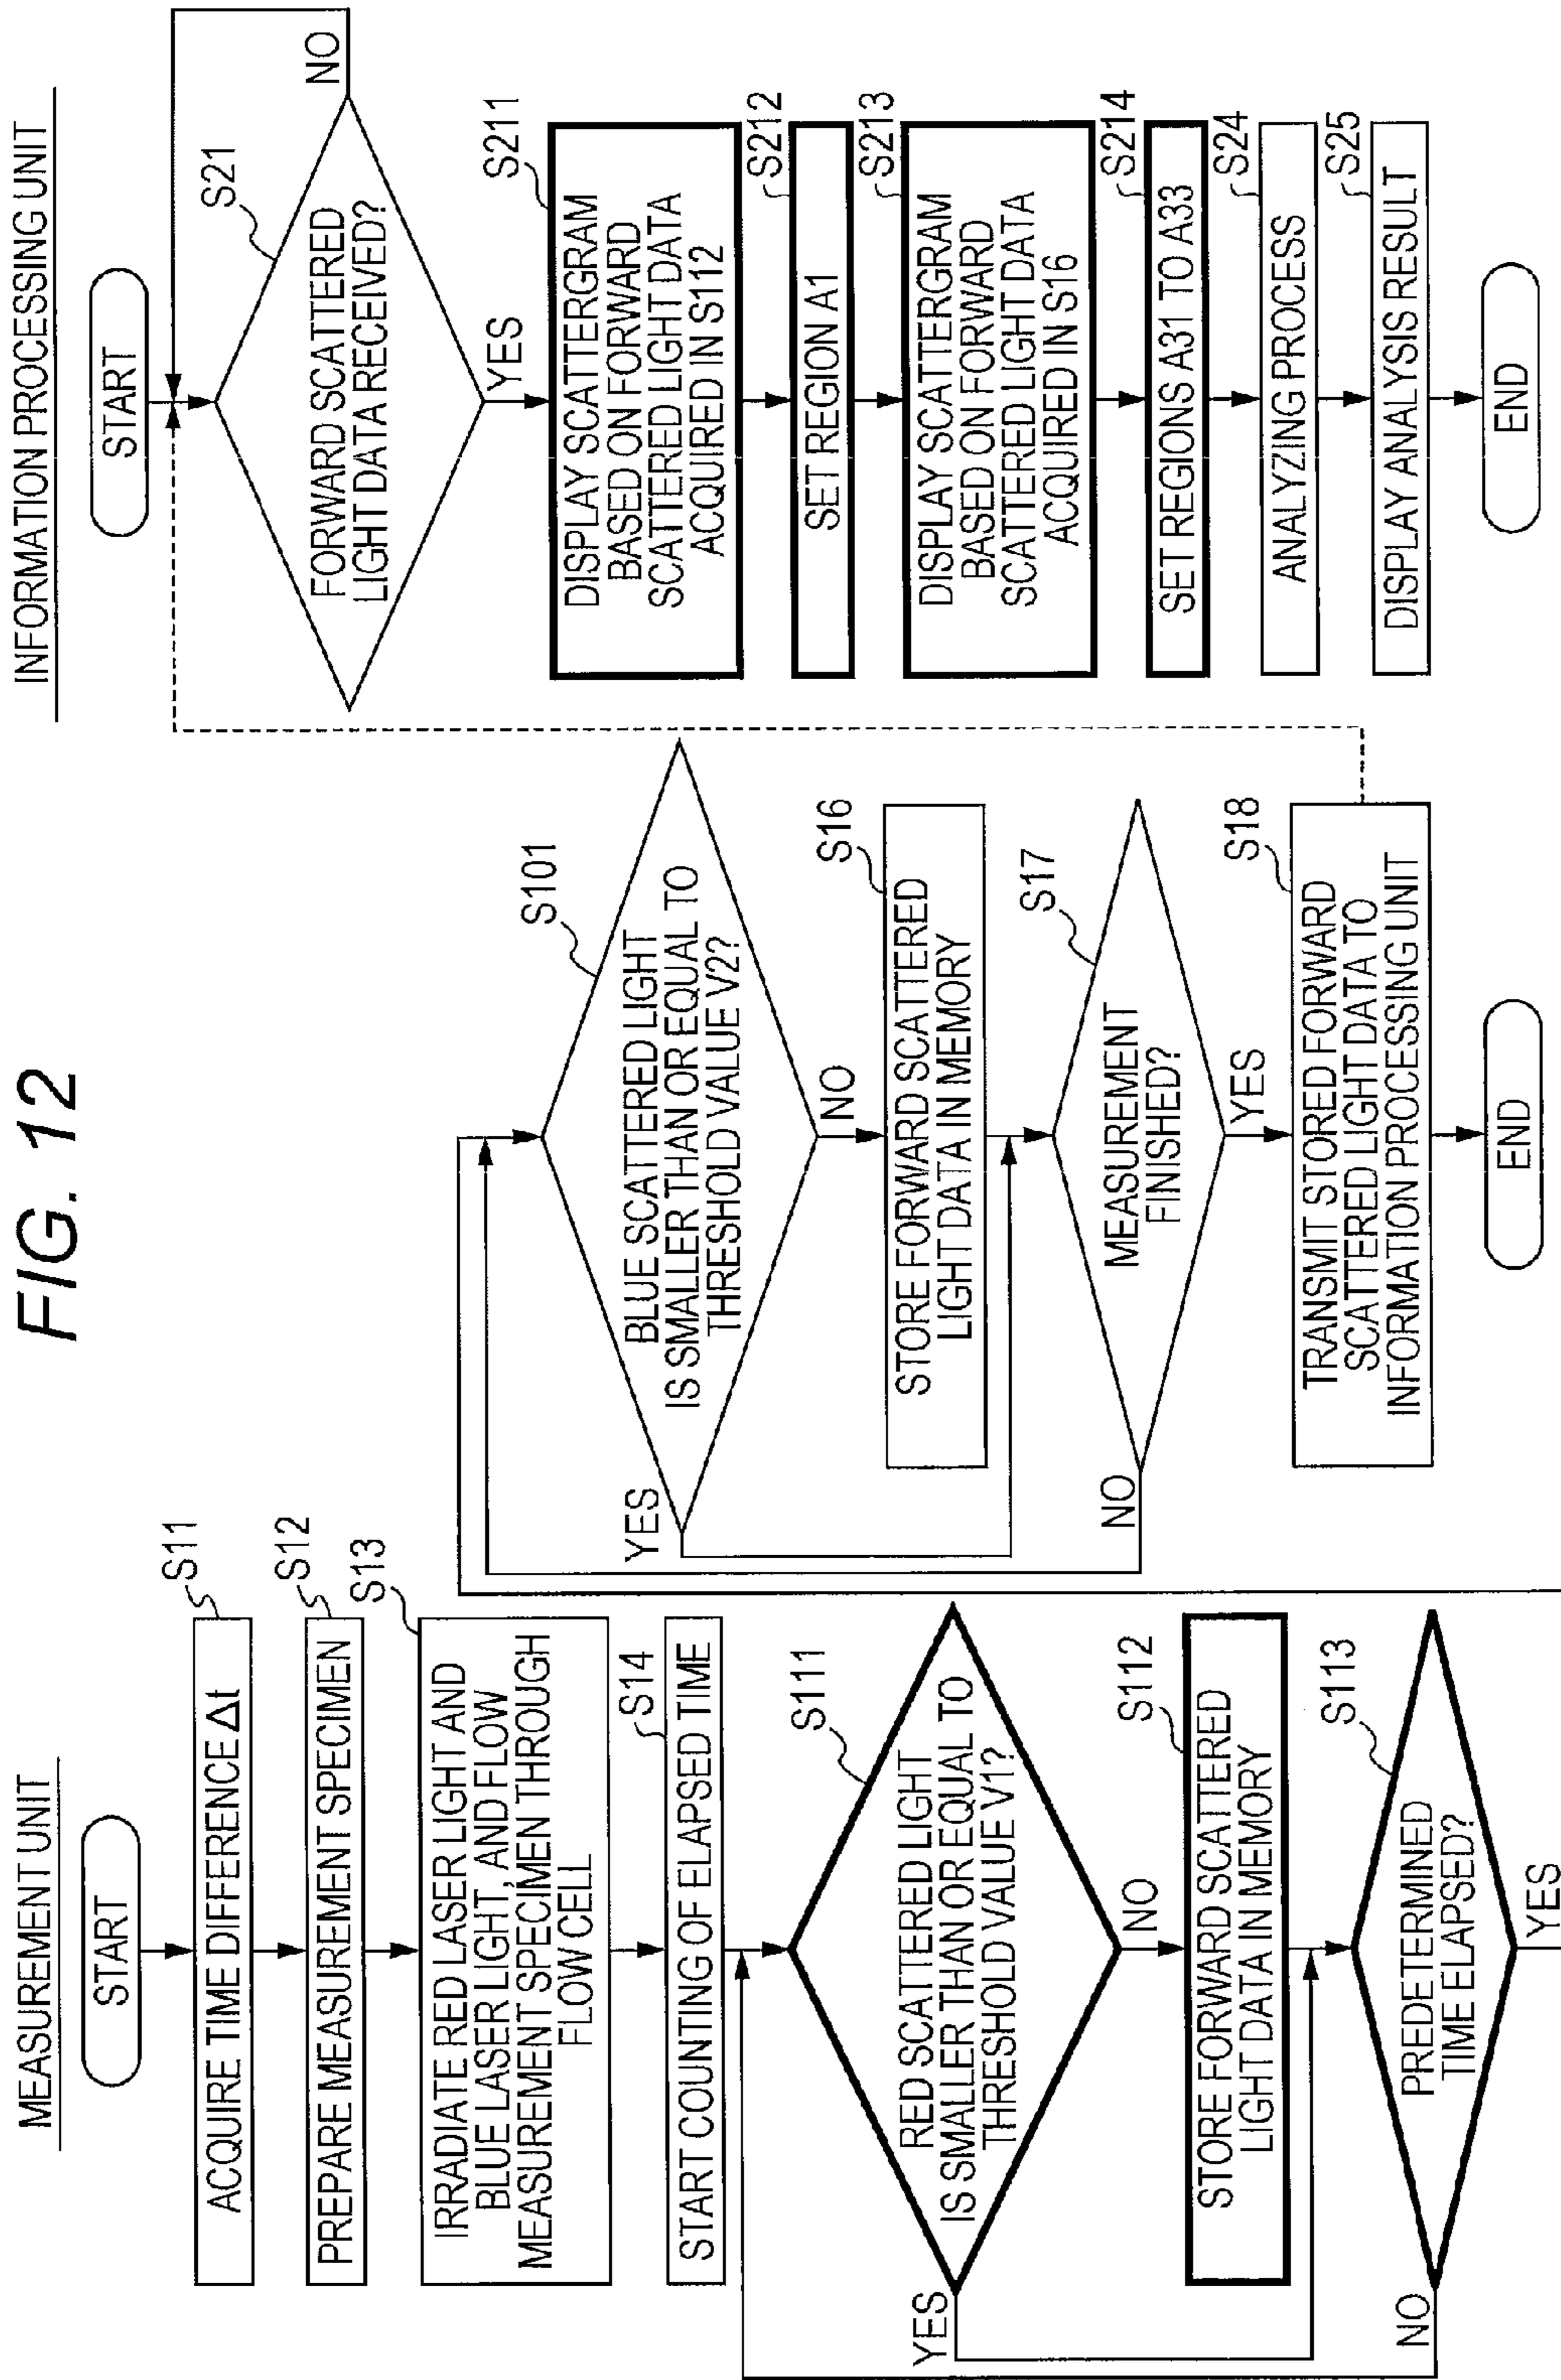 FIG. 12
MEASUREMENT UNIT
START
S11
ACQUIRE TIME DIFFERENCE Δt
S12
PREPARE MEASUREMENT SPECIMEN
S13
IRRADIATE RED LASER LIGHT AND
BLUE LASER LIGHT, AND FLOW
MEASUREMENT SPECIMEN THROUGH
FLOW CELL
S14
START COUNTING OF ELAPSED TIME
S111
RED SCATTERED LIGHT
IS SMALLER THAN OR EQUAL TO
THRESHOLD VALUE V1?
YES
NO
S112
STORE FORWARD SCATTERED
LIGHT DATA IN MEMORY
S113
PREDETERMINED
TIME ELAPSED?
NO
YES
S101
BLUE SCATTERED LIGHT
IS SMALLER THAN OR EQUAL TO
THRESHOLD VALUE V2?
YES
NO
S16
STORE FORWARD SCATTERED
LIGHT DATA IN MEMORY
S17
MEASUREMENT
FINISHED?
NO
YES
S18
TRANSMIT STORED FORWARD
SCATTERED LIGHT DATA TO
INFORMATION PROCESSING UNIT
END
INFORMATION PROCESSING UNIT
START
S21
FORWARD SCATTERED
LIGHT DATA RECEIVED?
NO
YES
S211
DISPLAY SCATTERGRAM
BASED ON FORWARD
SCATTERED LIGHT DATA
ACQUIRED IN S112
S212
SET REGION A1
S213
DISPLAY SCATTERGRAM
BASED ON FORWARD
SCATTERED LIGHT DATA
ACQUIRED IN S16
S214
SET REGIONS A31 TO A33
S24
ANALYZING PROCESS
S25
DISPLAY ANALYSIS RESULT
END